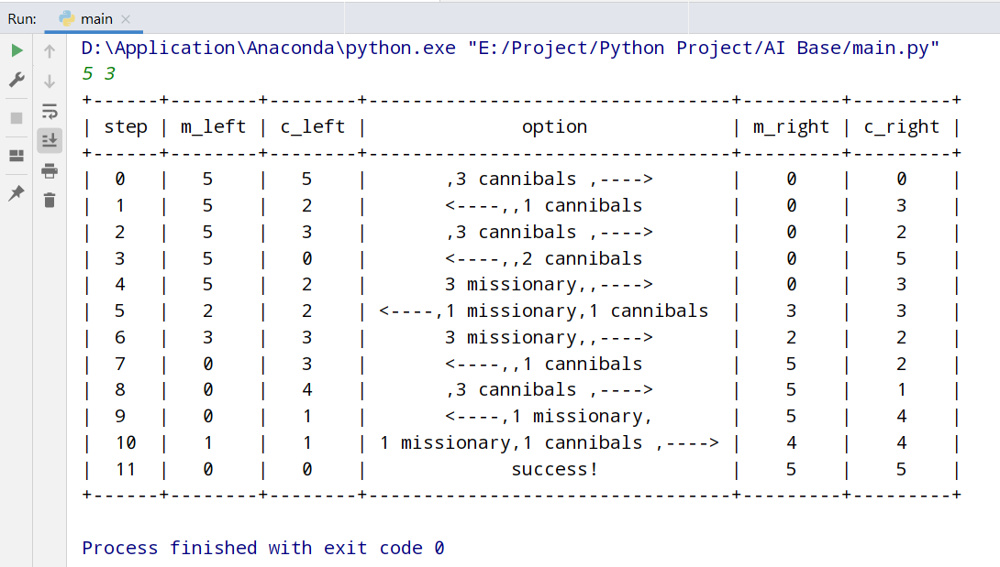 Run: main
D:\Application\Anaconda\python.exe "E:/Project/Python Project/AI Base/main.py"
5 3
+------+--------+--------+---------------------------------+---------+---------+
| step | m_left | c_left |              option             | m_right | c_right |
+------+--------+--------+---------------------------------+---------+---------+
|  0   |   5    |   5    |       ,3 cannibals ,---->       |    0    |    0    |
|  1   |   5    |   2    |       <----,,1 cannibals        |    0    |    3    |
|  2   |   5    |   3    |       ,3 cannibals ,---->       |    0    |    2    |
|  3   |   5    |   0    |       <----,,2 cannibals        |    0    |    5    |
|  4   |   5    |   2    |       3 missionary,,---->       |    0    |    3    |
|  5   |   2    |   2    | <----,1 missionary,1 cannibals  |    3    |    3    |
|  6   |   3    |   3    |       3 missionary,,---->       |    2    |    2    |
|  7   |   0    |   3    |       <----,,1 cannibals        |    5    |    2    |
|  8   |   0    |   4    |       ,3 cannibals ,---->       |    5    |    1    |
|  9   |   0    |   1    |       <----,1 missionary,       |    5    |    4    |
|  10  |   1    |   1    | 1 missionary,1 cannibals ,----> |    4    |    4    |
|  11  |   0    |   0    |             success!            |    5    |    5    |
+------+--------+--------+---------------------------------+---------+---------+
Process finished with exit code 0